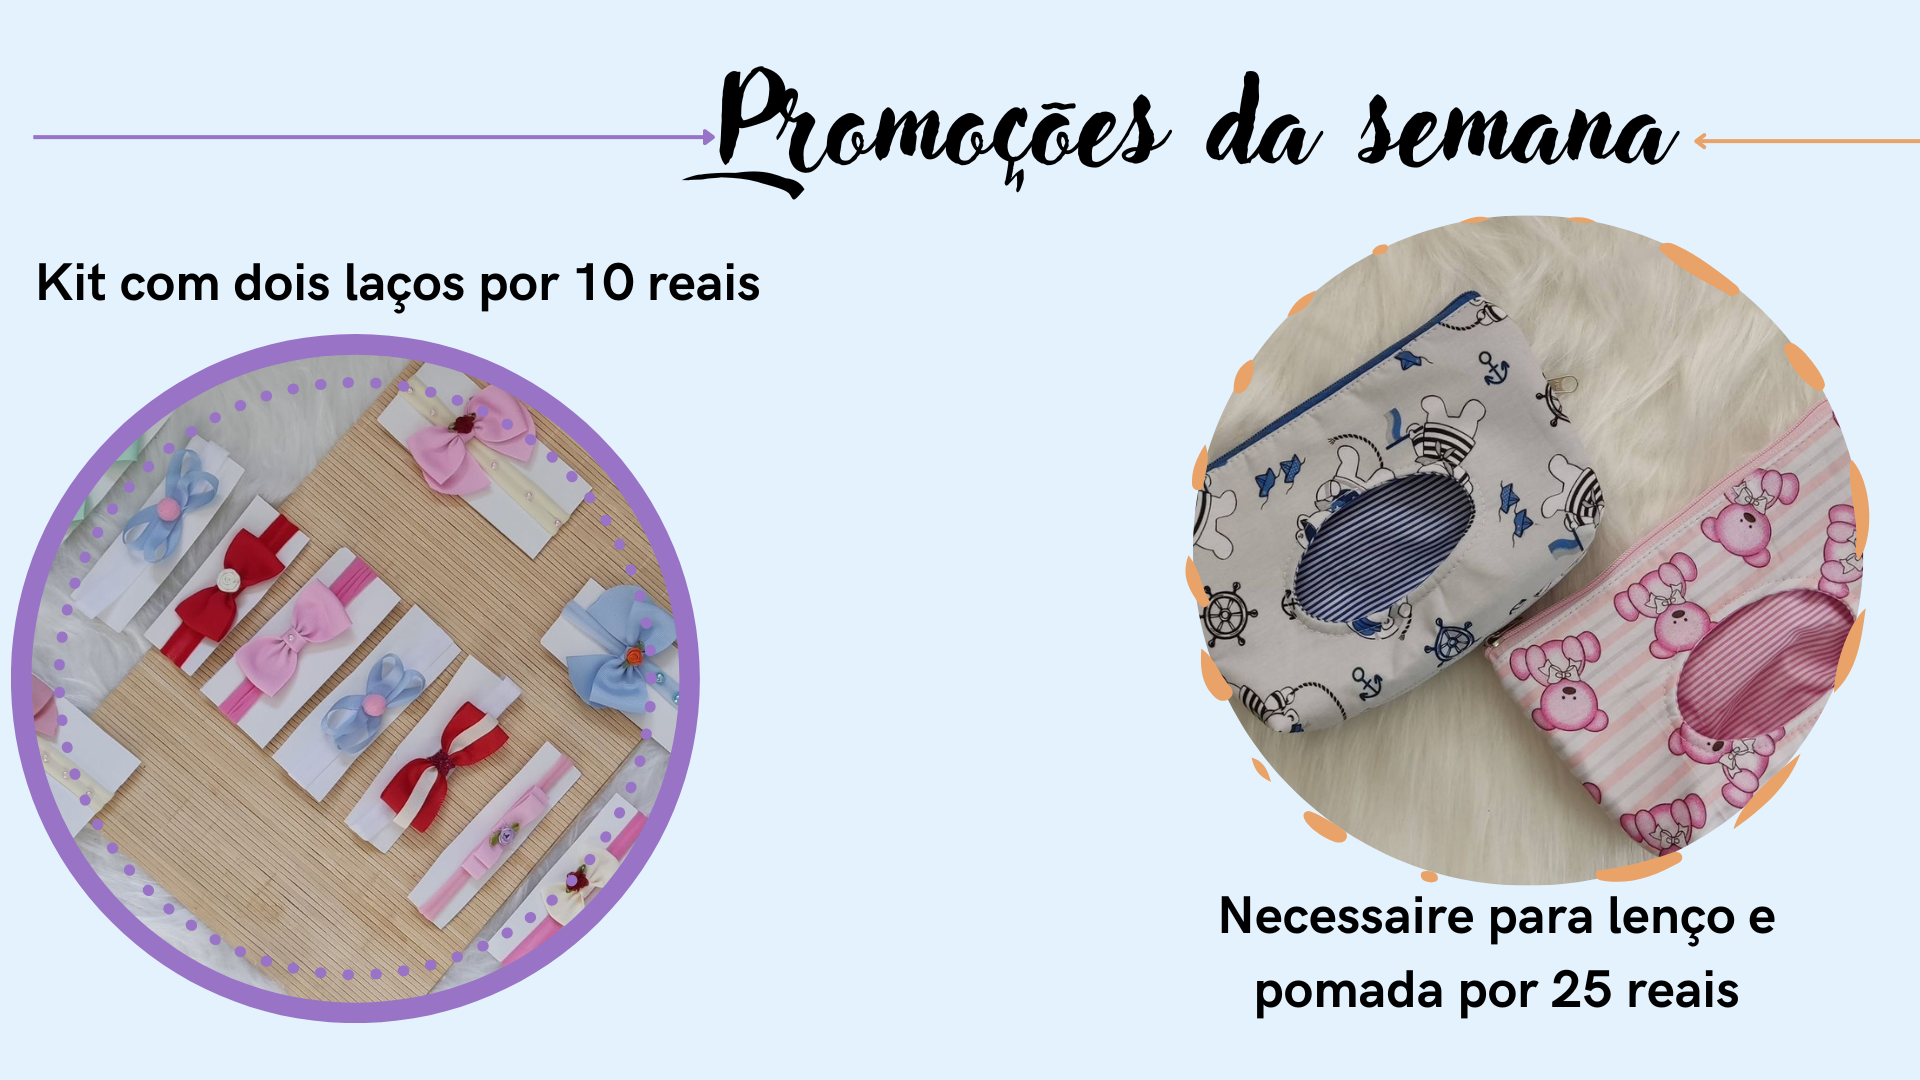 Promoções da semana
Kit com dois laços por 10 reais
Necessaire para lenço e
pomada por 25 reais